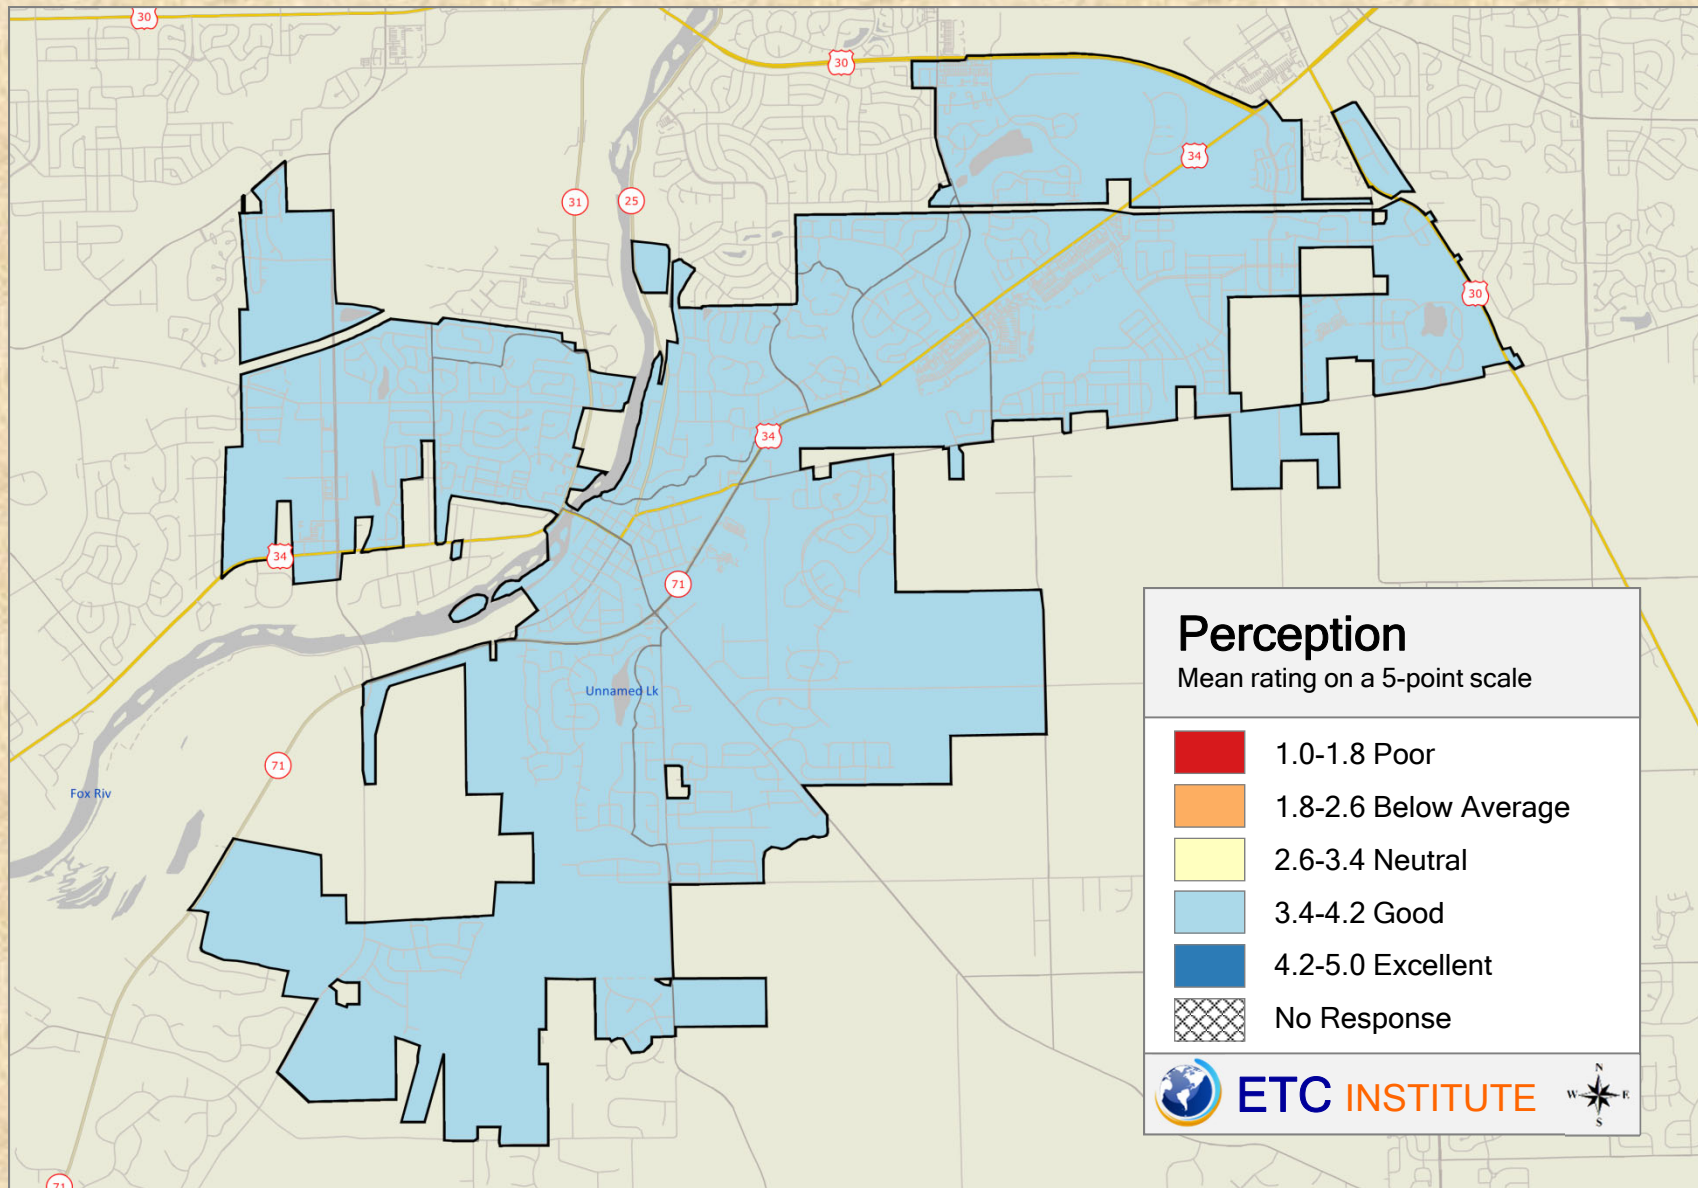 30
30
34
31
25
30
34
34
71
Unnamed Lk
71
Fox Riv
71
Perception
Mean rating on a 5-point scale
1.0-1.8 Poor
1.8-2.6 Below Average
2.6-3.4 Neutral
3.4-4.2 Good
4.2-5.0 Excellent
No Response
ETC INSTITUTE
N
W E
S